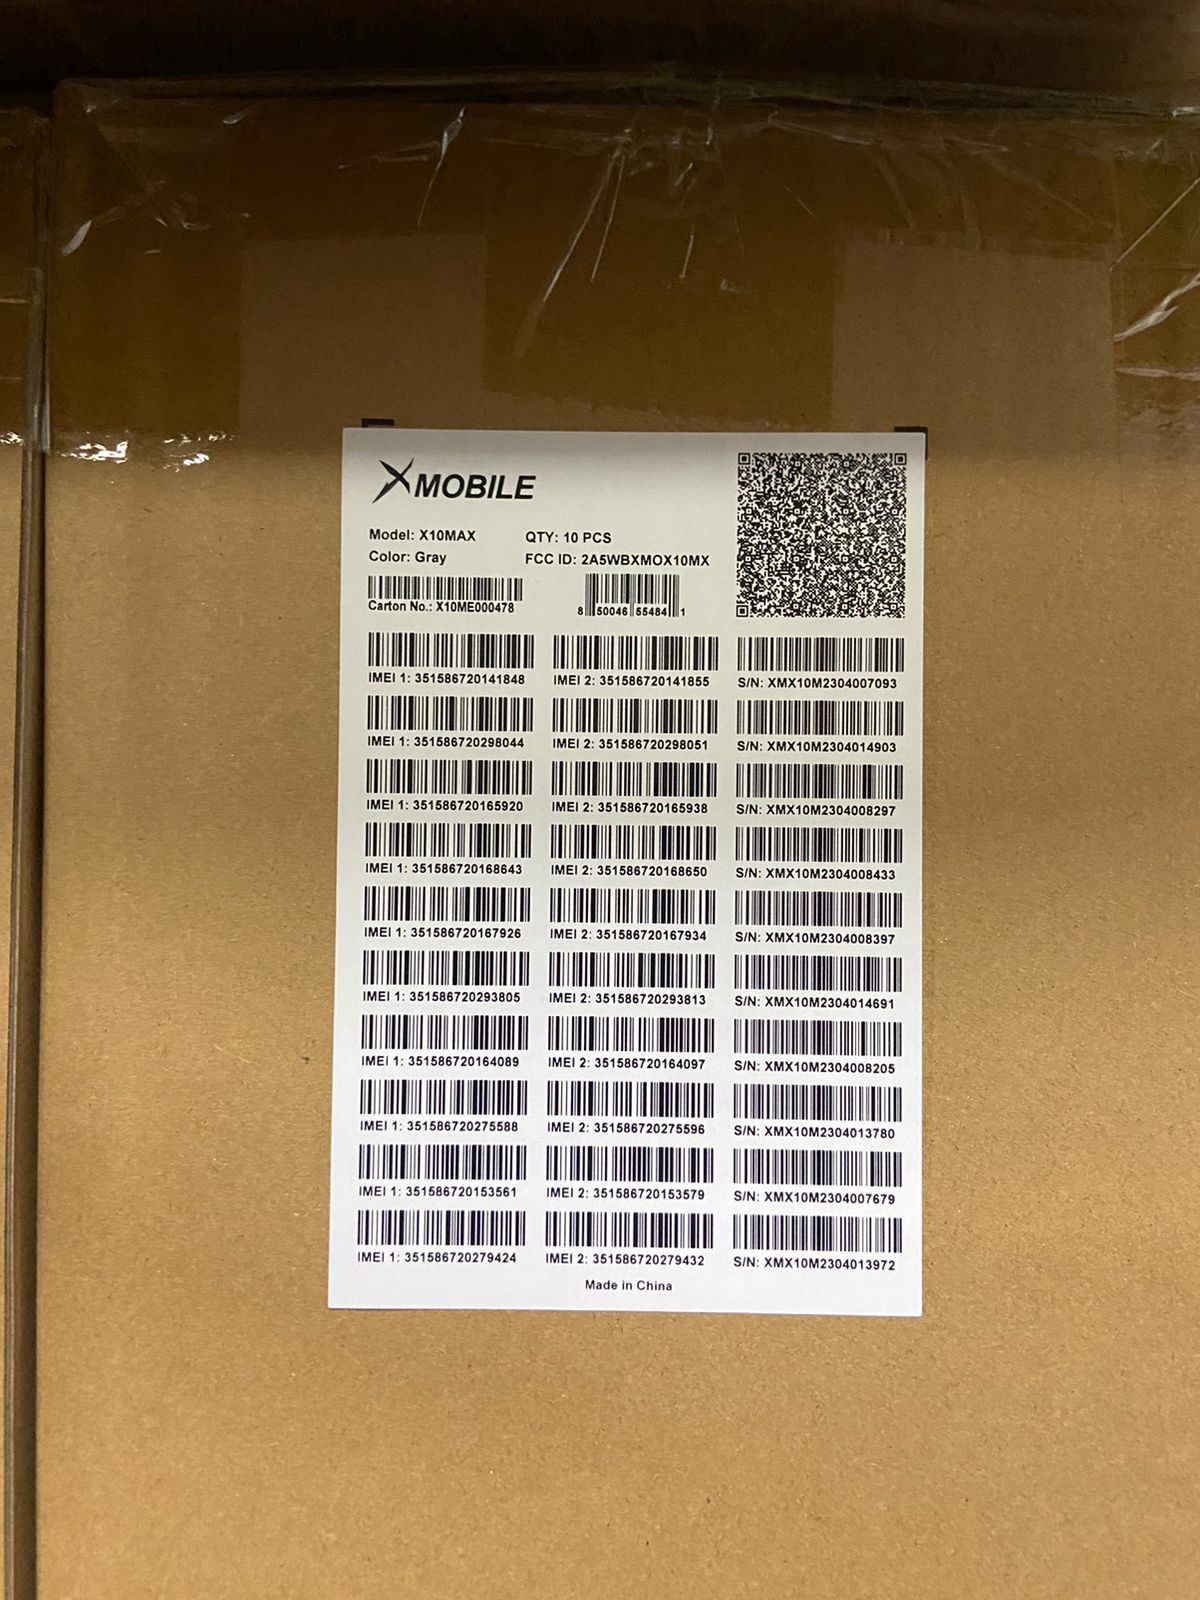 XMOBILE
Model: X10MAX QTY: 10 PCS
Color: Gray FCC ID: 2A5WBXMOX10MX
Carton No.: X10ME000478 8 50046 55484 1
IMEI 1: 351586720141848 IMEI 2: 351586720141855 S/N: XMX10M2304007093
IMEI 1: 351586720298044 IMEI 2: 351586720298051 S/N: XMX10M2304014903
IMEI 1: 351586720165920 IMEI 2: 351586720165938 S/N: XMX10M2304008297
IMEI 1: 351586720168643 IMEI 2: 351586720168650 S/N: XMX10M2304008433
IMEI 1: 351586720167926 IMEI 2: 351586720167934 S/N: XMX10M2304008397
IMEI 1: 351586720293805 IMEI 2: 351586720293813 S/N: XMX10M2304014691
IMEI 1: 351586720164089 IMEI 2: 351586720164097 S/N: XMX10M2304008205
IMEI 1: 351586720275588 IMEI 2: 351586720275596 S/N: XMX10M2304013780
IMEI 1: 351586720153561 IMEI 2: 351586720153579 S/N: XMX10M2304007679
IMEI 1: 351586720279424 IMEI 2: 351586720279432 S/N: XMX10M2304013972
Made in China